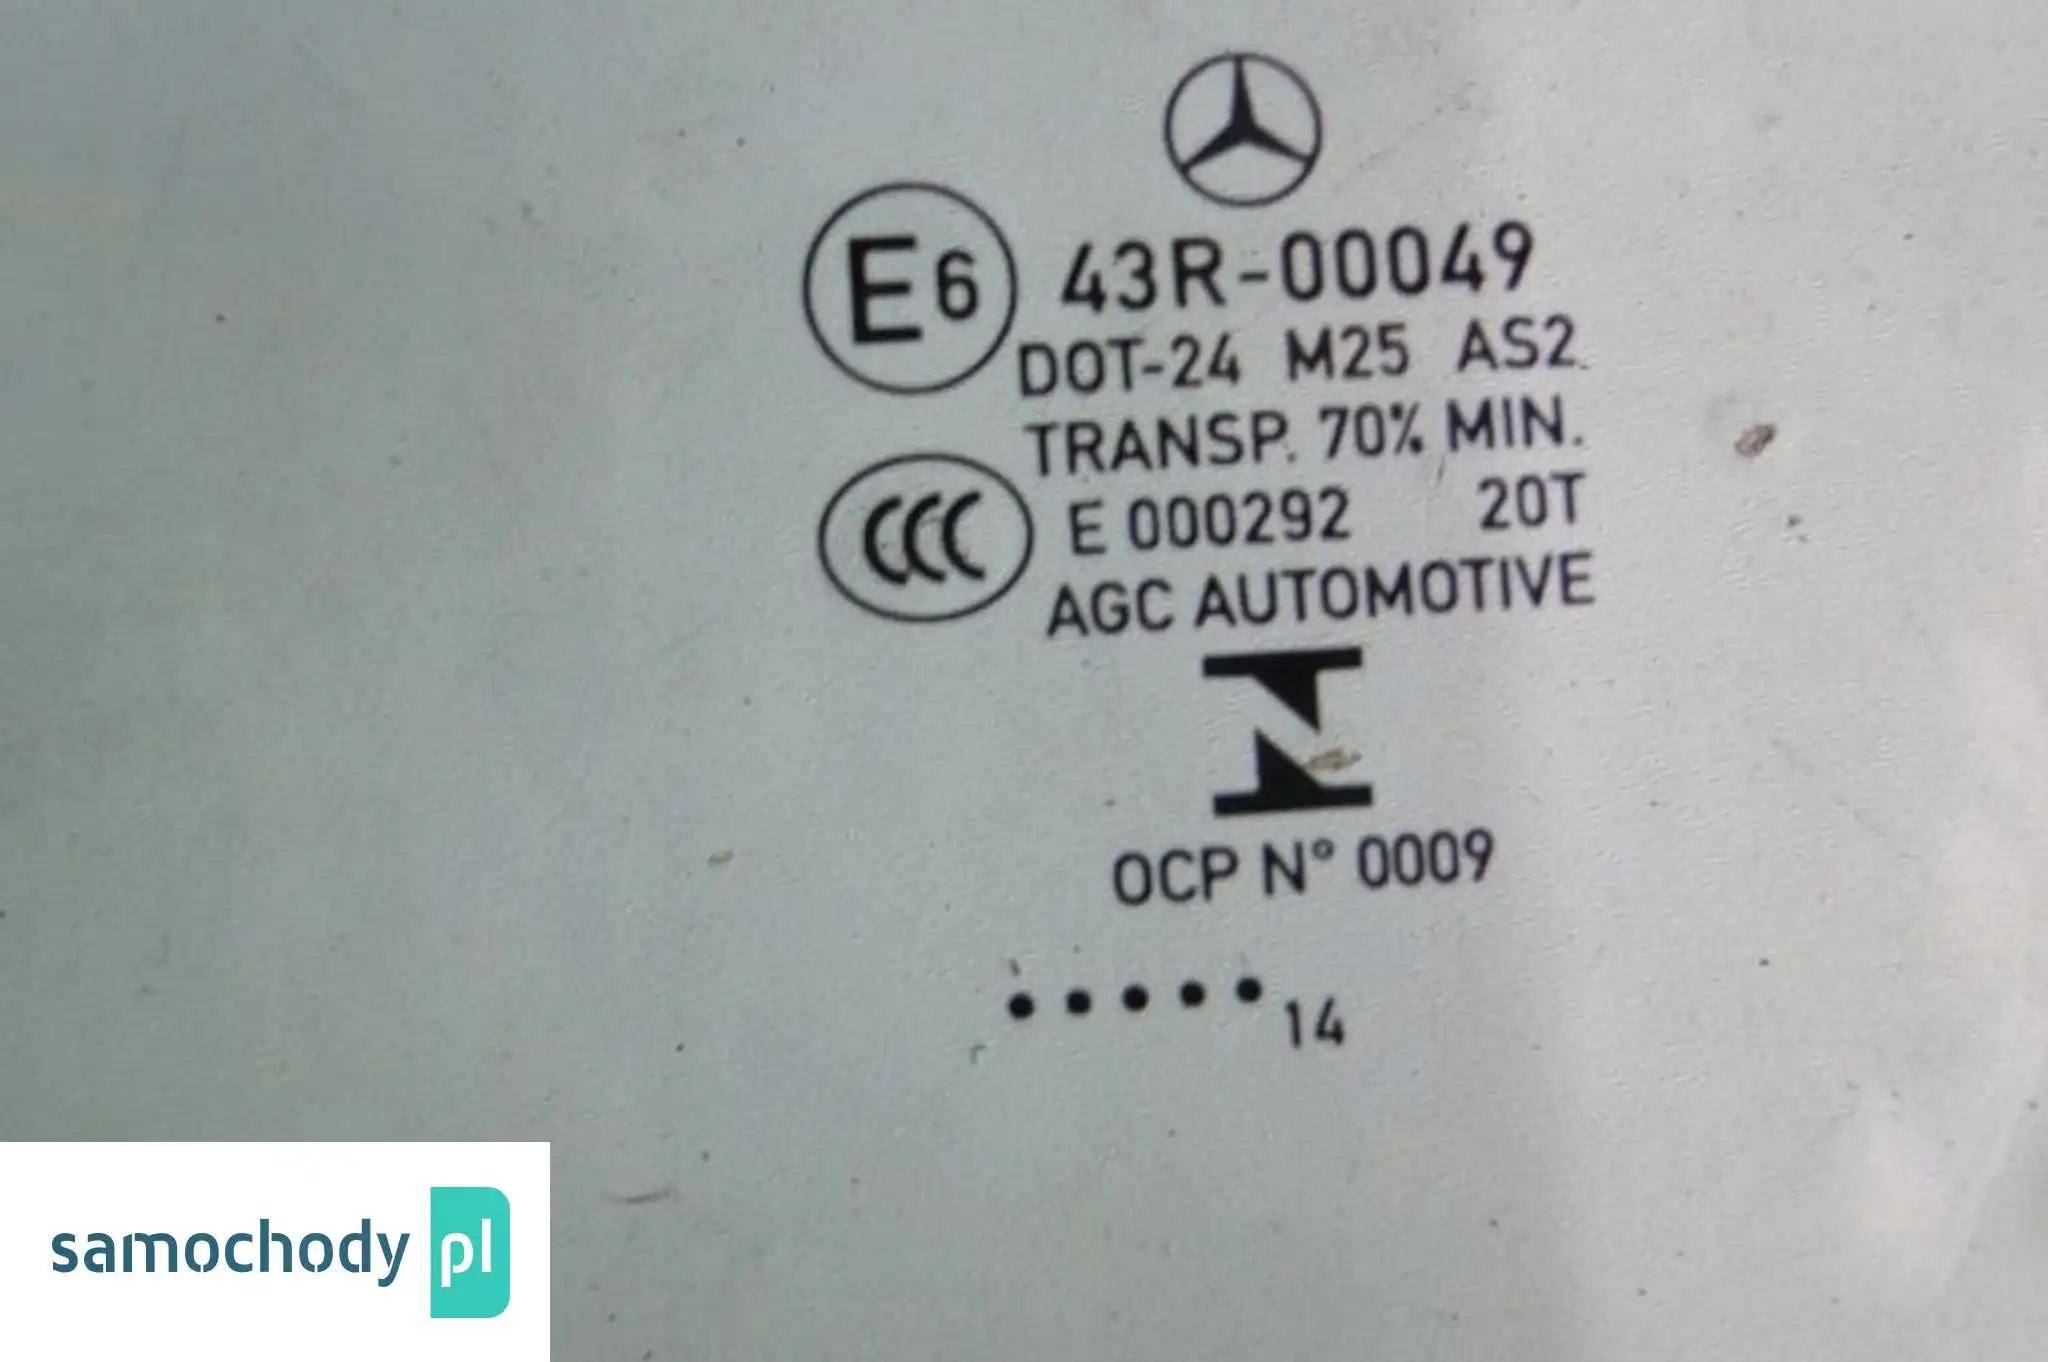 E6 43R-00049
DOT-24 M25 AS2
TRANSP. 70% MIN.
CCC E 000292 20T
AGC AUTOMOTIVE
OCP N° 0009
.....14
samochody pl